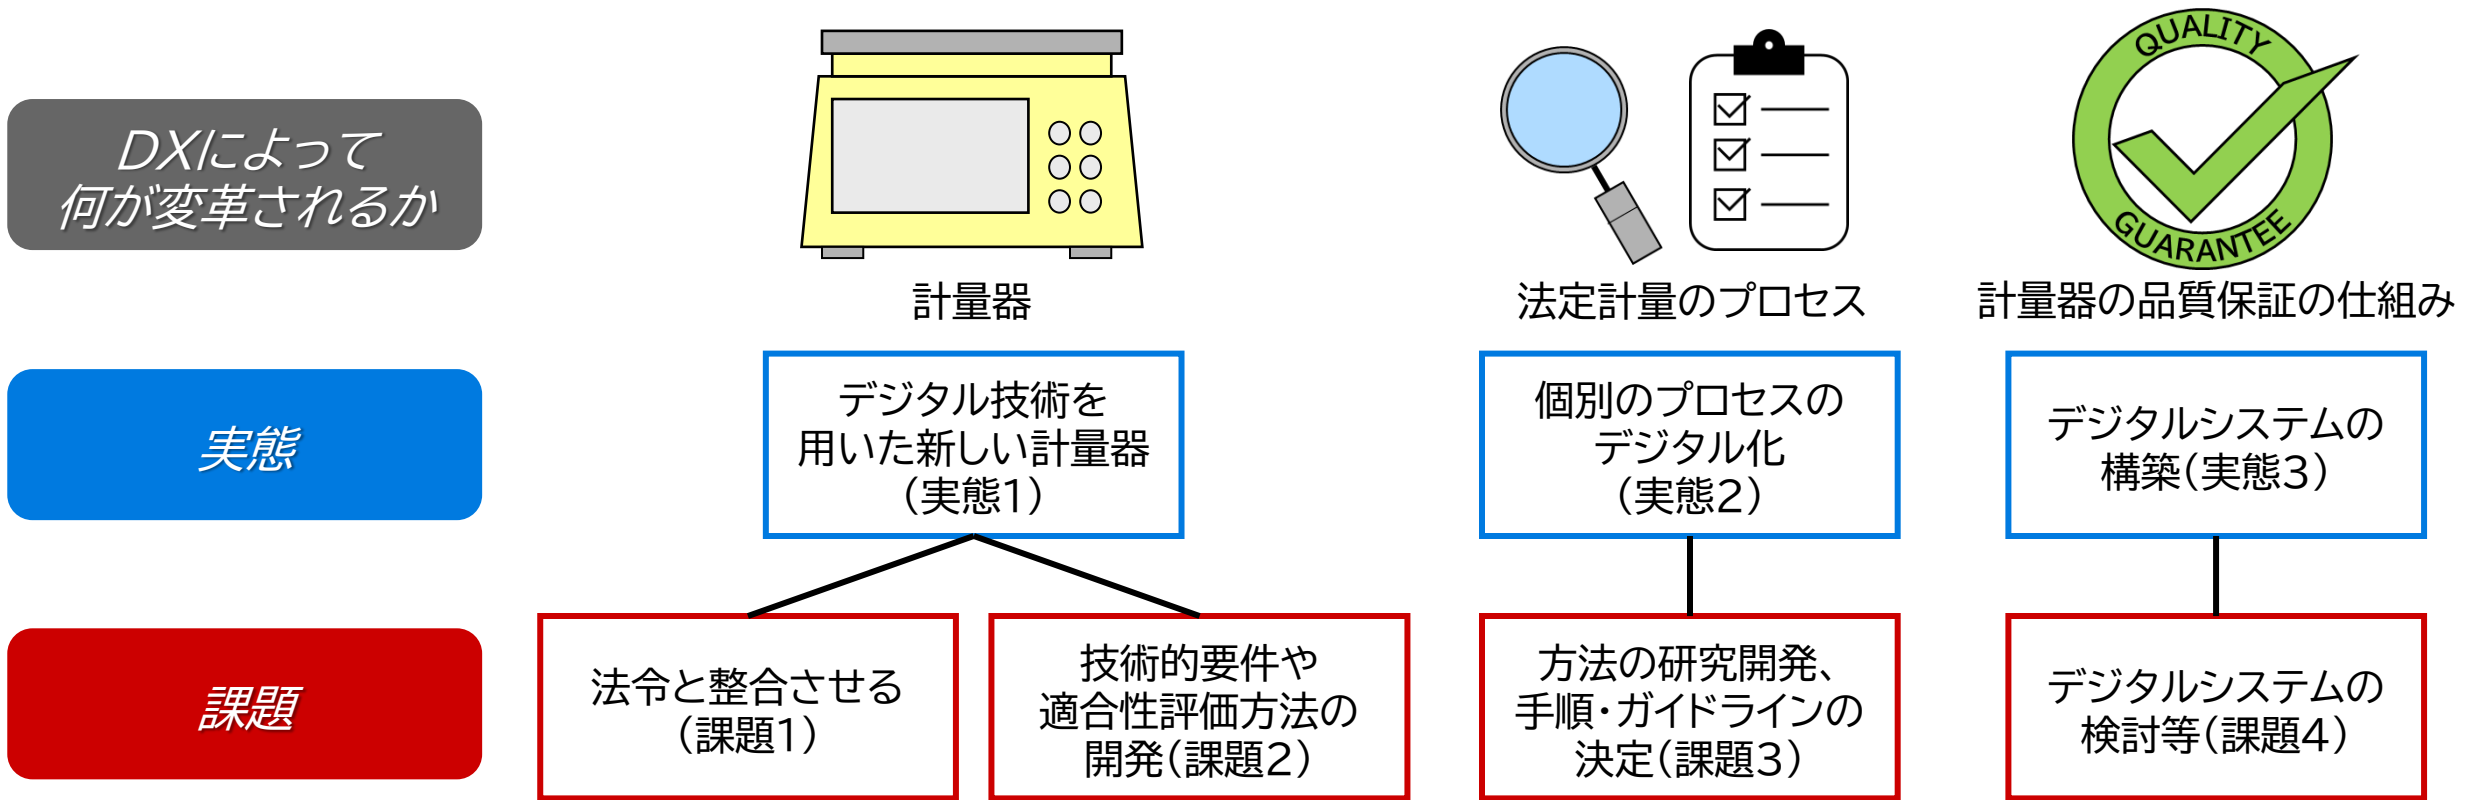 DXによって
何が変革されるか
QUALITY
GUARANTEE
計量器
法定計量のプロセス
計量器の品質保証の仕組み
実態
デジタル技術を
用いた新しい計量器
(実態1)
個別のプロセスの
デジタル化
(実態2)
デジタルシステムの
構築(実態3)
課題
法令と整合させる
(課題1)
技術的要件や
適合性評価方法の
開発(課題2)
方法の研究開発、
手順・ガイドラインの
決定(課題3)
デジタルシステムの
検討等(課題4)